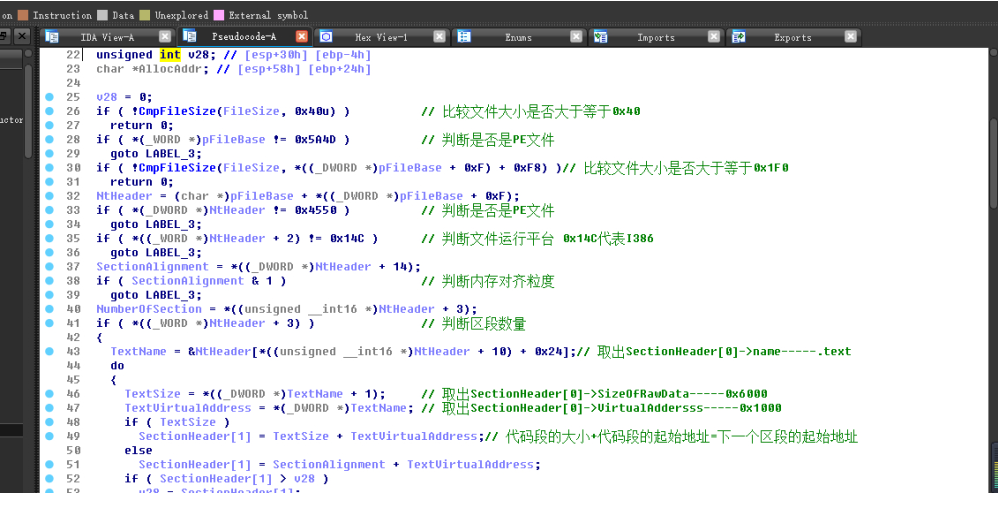 on Instruction Data Unexplored External symbol
IDA View-A Pseudocode-A Hex View-1 Enums Imports Exports
uctor
22 unsigned int v28; // [esp+30h] [ebp-4h]
23 char *AllocAddr; // [esp+58h] [ebp+24h]
24
25 v28 = 0;
26 if ( !CmpFileSize(FileSize, 0x40u) ) // 比较文件大小是否大于等于0x40
27 return 0;
28 if ( *(_WORD *)pFileBase != 0x5A4D ) // 判断是否是PE文件
29 goto LABEL_3;
30 if ( !CmpFileSize(FileSize, *((_DWORD *)pFileBase + 0xF) + 0xF8) )// 比较文件大小是否大于等于0x1F0
31 return 0;
32 NtHeader = (char *)pFileBase + *((_DWORD *)pFileBase + 0xF);
33 if ( *(_DWORD *)NtHeader != 0x4550 ) // 判断是否是PE文件
34 goto LABEL_3;
35 if ( *((_WORD *)NtHeader + 2) != 0x14C ) // 判断文件运行平台 0x14C代表I386
36 goto LABEL_3;
37 SectionAlignment = *((_DWORD *)NtHeader + 14);
38 if ( SectionAlignment & 1 ) // 判断内存对齐粒度
39 goto LABEL_3;
40 NumberOfSection = *((unsigned __int16 *)NtHeader + 3);
41 if ( *((_WORD *)NtHeader + 3) ) // 判断区段数量
42 {
43 TextName = &NtHeader[*((unsigned __int16 *)NtHeader + 10) + 0x24];// 取出SectionHeader[0]->name-----.text
44 do
45 {
46 TextSize = *((_DWORD *)TextName + 1); // 取出SectionHeader[0]->SizeOfRawData-----0x6000
47 TextVirtualAddress = *(_DWORD *)TextName; // 取出SectionHeader[0]->VirtualAddersss-----0x1000
48 if ( TextSize )
49 SectionHeader[1] = TextSize + TextVirtualAddress;// 代码段的大小+代码段的起始地址=下一个区段的起始地址
50 else
51 SectionHeader[1] = SectionAlignment + TextVirtualAddress;
52 if ( SectionHeader[1] > v28 )
53 v28 = SectionHeader[1];